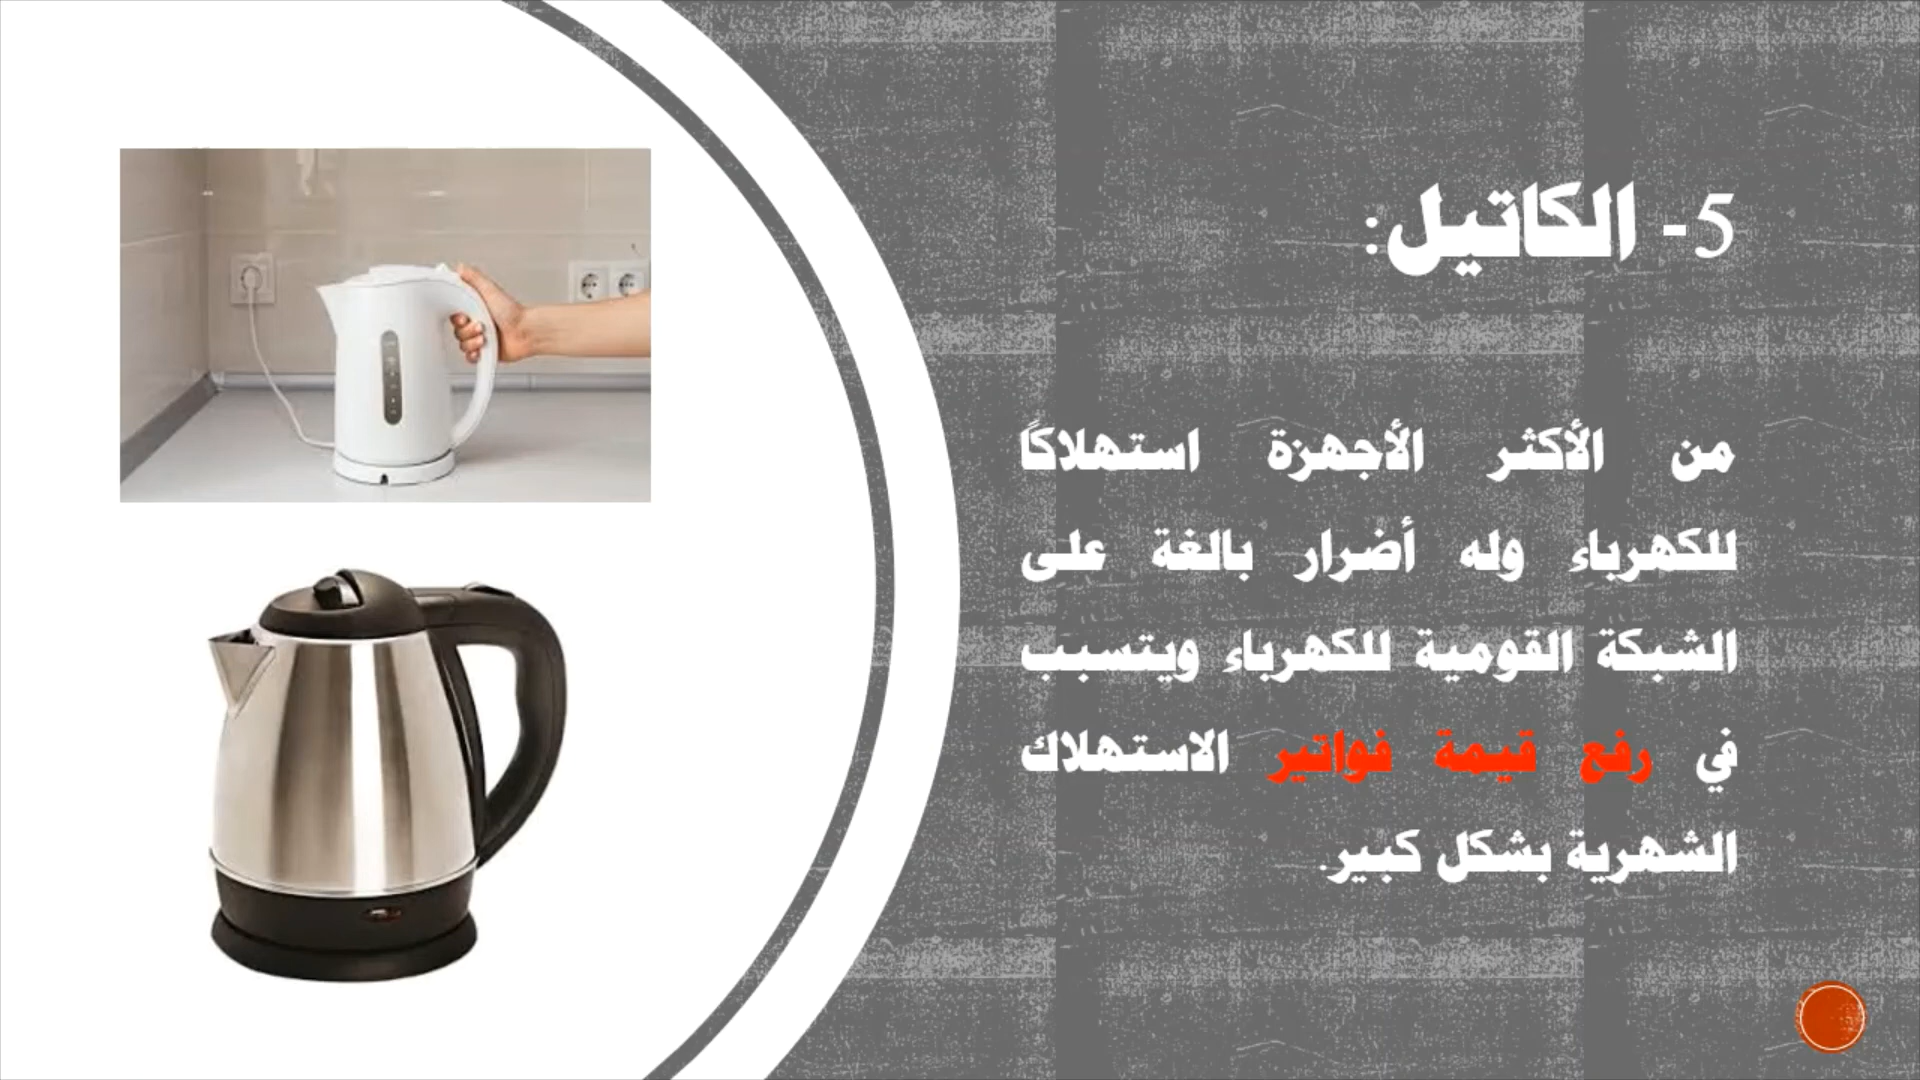 5- الكاتيل:
من الأكثر الأجهزة استهلاكًا
للكهرباء وله أضرار بالغة على
الشبكة القومية للكهرباء ويتسبب
في رفع قيمة فواتير الاستهلاك
الشهرية بشكل كبير.